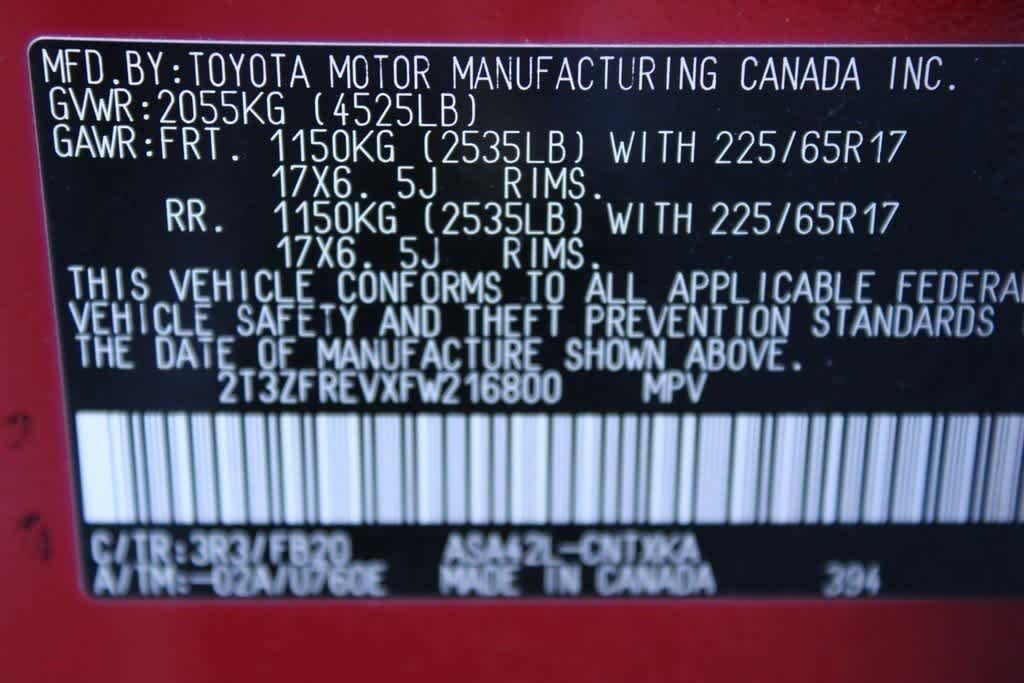 MFD.BY:TOYOTA MOTOR MANUFACTURING CANADA INC.
GVWR:2055KG (4525LB)
GAWR:FRT. 1150KG (2535LB) WITH 225/65R17
17X6. 5J RIMS.
RR. 1150KG (2535LB) WITH 225/65R17
17X6. 5J RIMS.
THIS VEHICLE CONFORMS TO ALL APPLICABLE FEDERA
VEHICLE SAFETY AND THEFT PREVENTION STANDARDS
THE DATE OF MANUFACTURE SHOWN ABOVE.
2T3ZFREVXFW216800 MPV
C/TR:3R3/FB20 ASA42L-CNTXKA
A/TM:-02A/U760E MADE IN CANADA 394